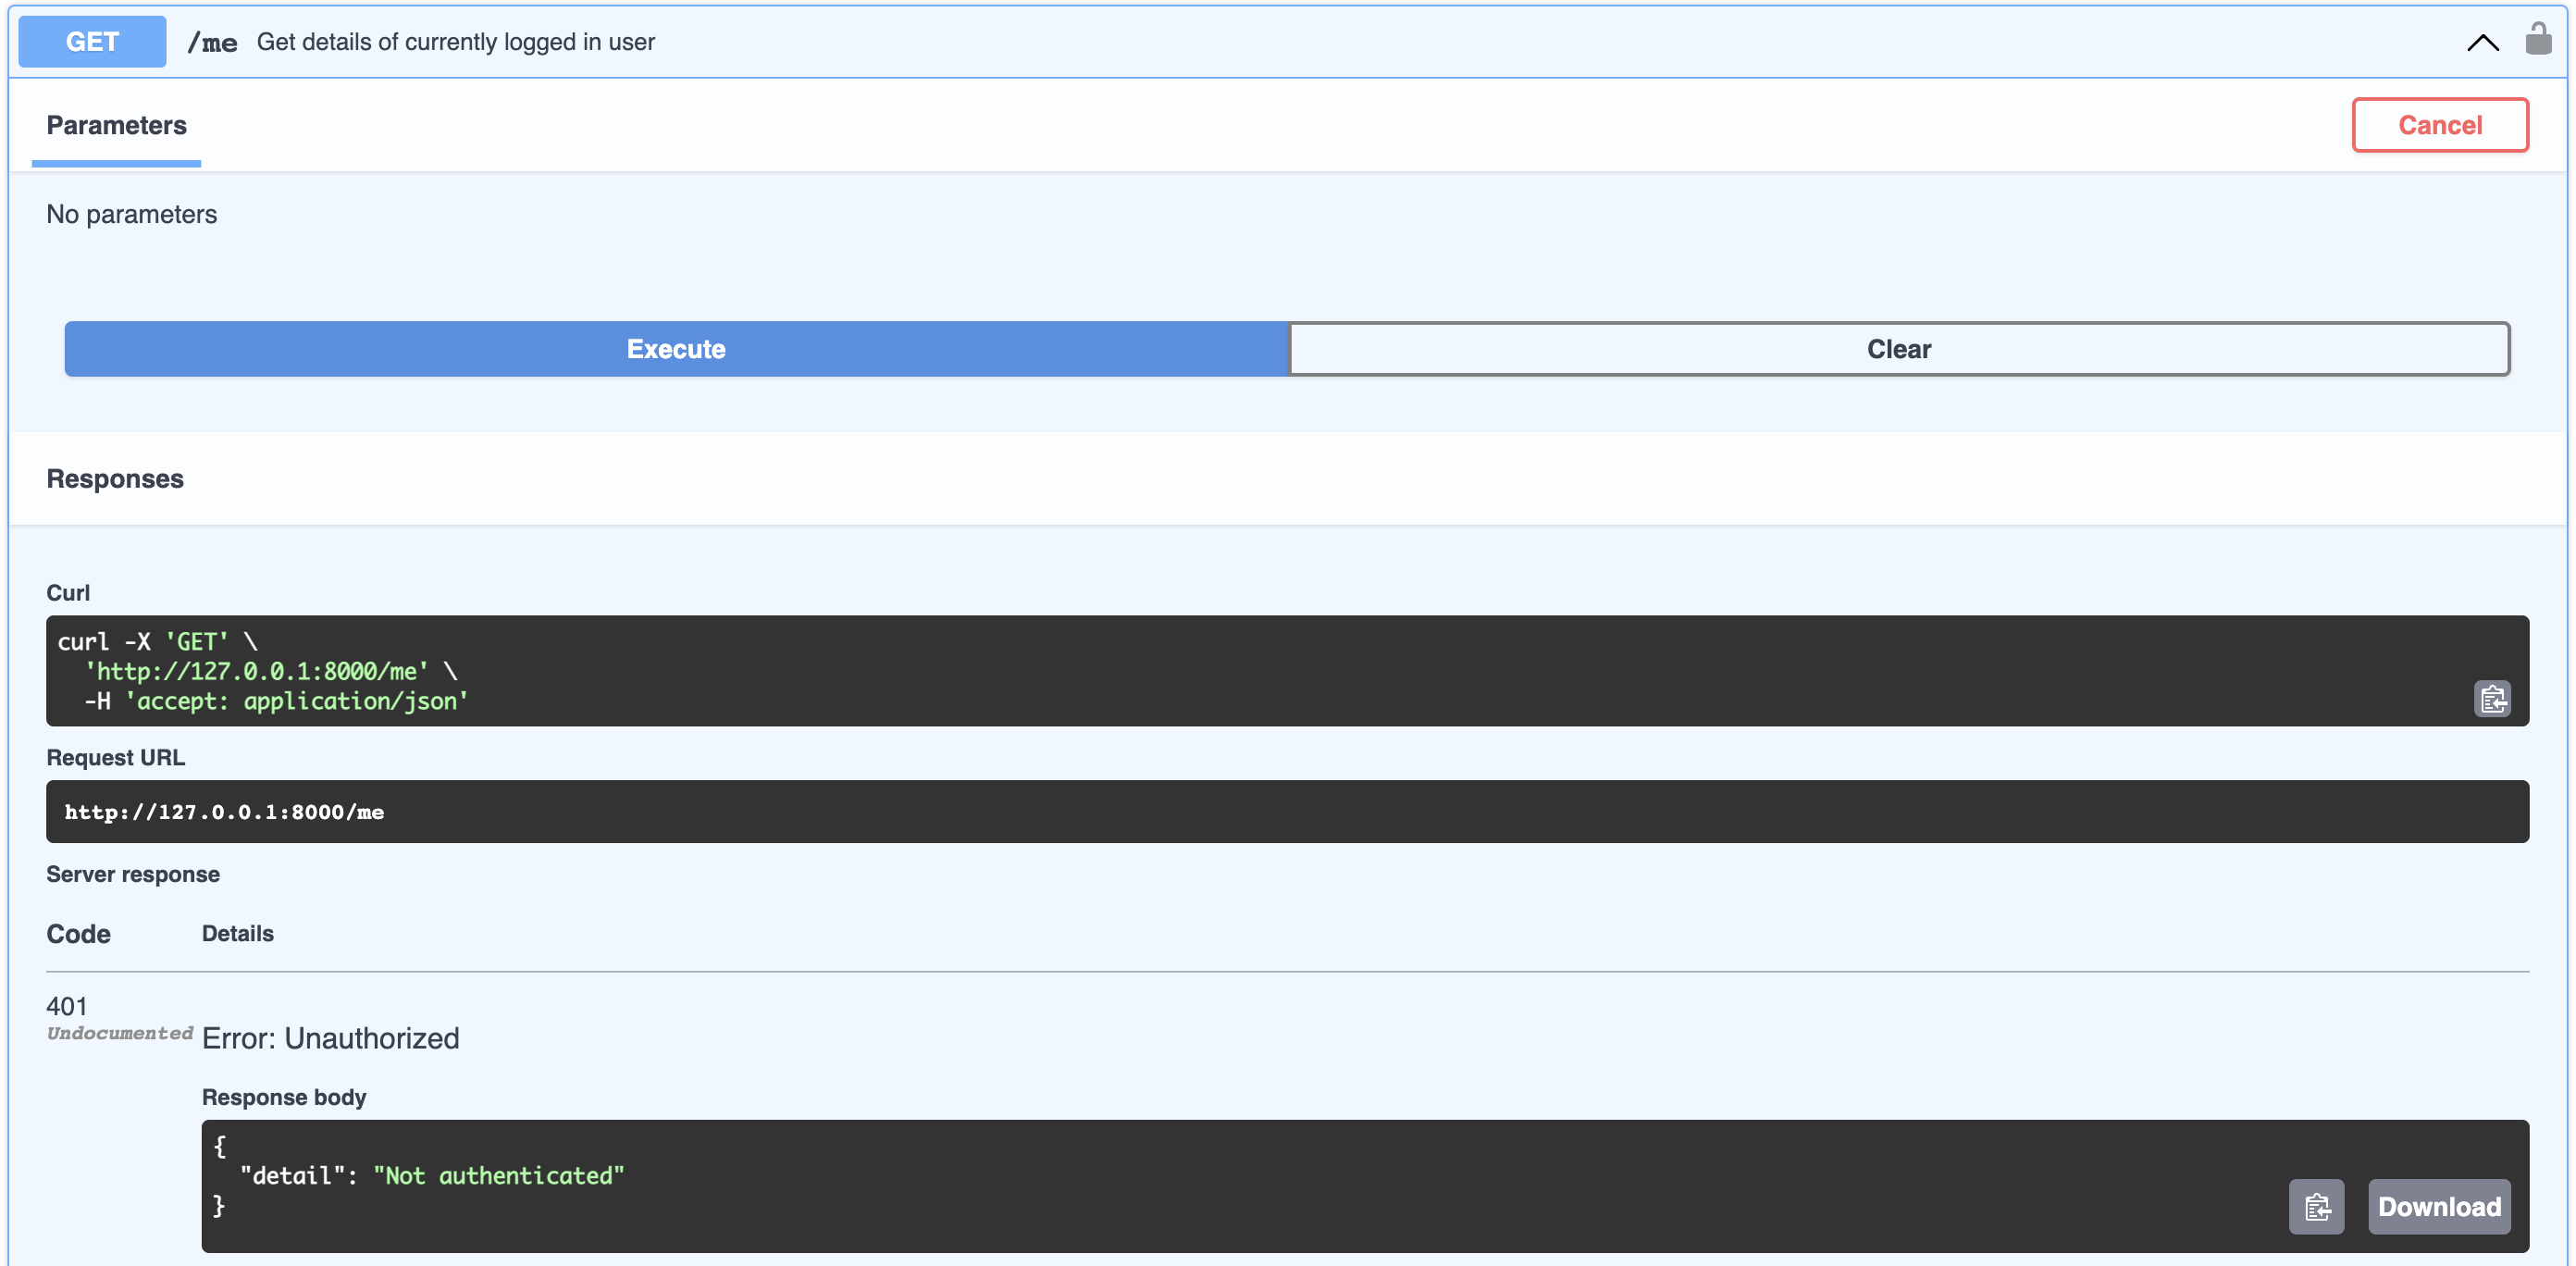 GET /me Get details of currently logged in user
Parameters
Cancel
No parameters
Execute
Clear
Responses
Curl
curl -X 'GET' \
'http://127.0.0.1:8000/me' \
-H 'accept: application/json'
Request URL
http://127.0.0.1:8000/me
Server response
Code Details
401
Undocumented
Error: Unauthorized
Response body
{
"detail": "Not authenticated"
}
Download